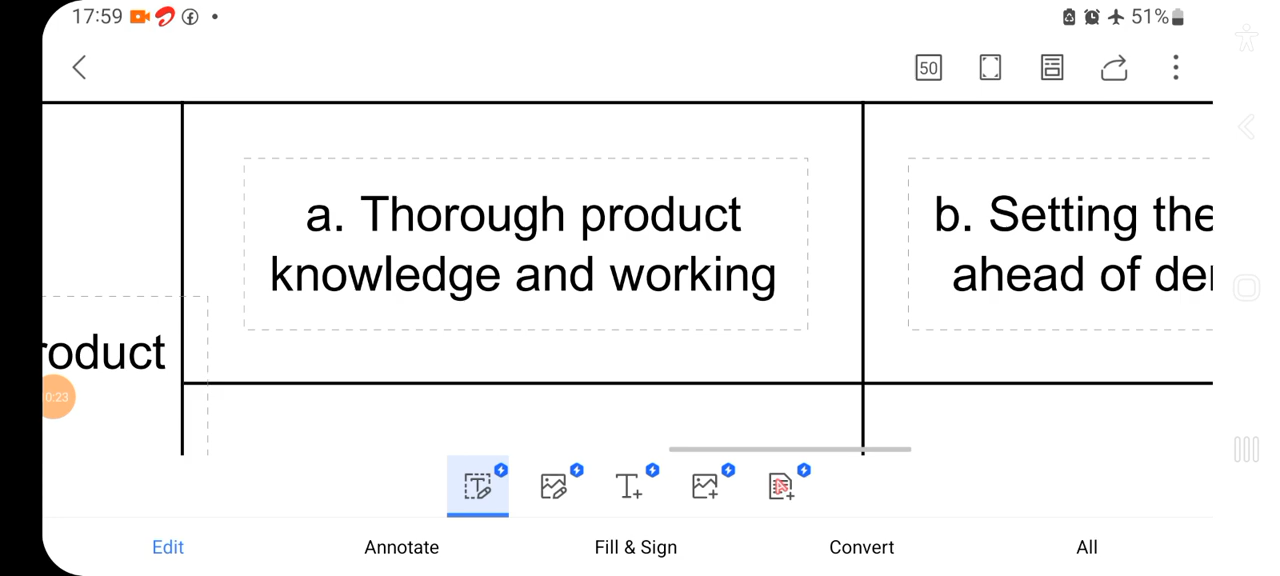 17:59
51%
50
a. Thorough product
knowledge and working
b. Setting the
ahead of
roduct
0:23
Edit
Annotate
Fill & Sign
Convert
All